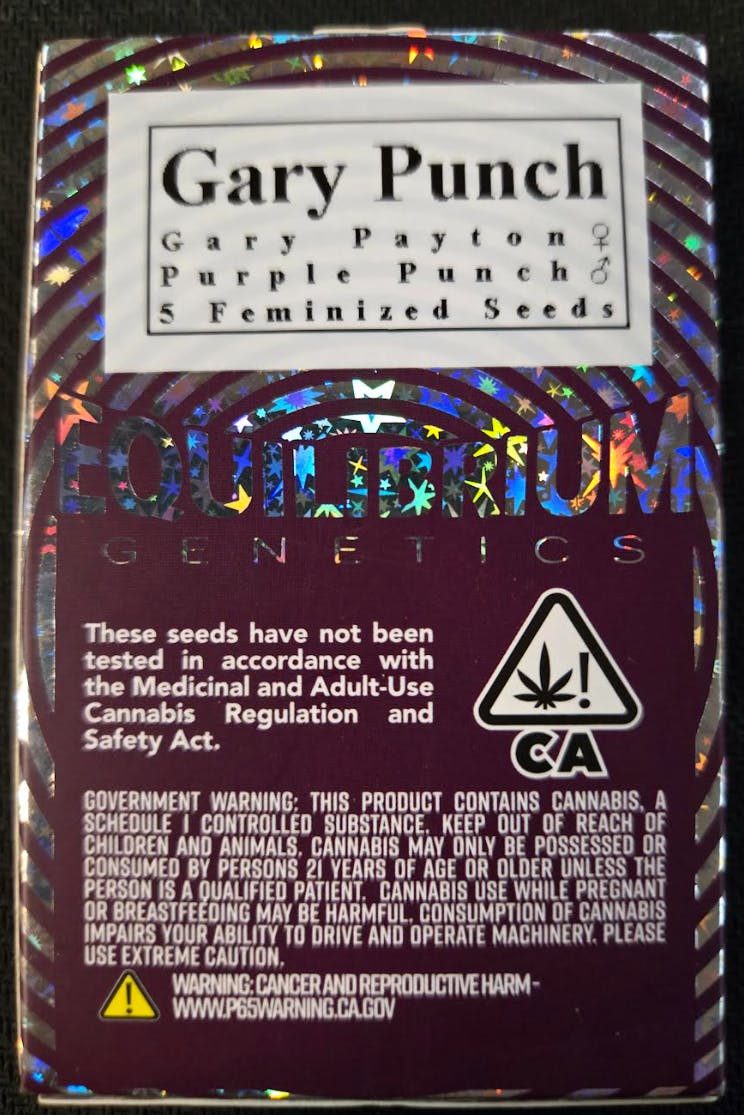 Gary Punch
Gary Payton ♀
Purple Punch ♂
5 Feminized Seeds
EQUILIBRIUM
GENETICS
These seeds have not been
tested in accordance with
the Medicinal and Adult-Use
Cannabis Regulation and
Safety Act.
!
CA
GOVERNMENT WARNING: THIS PRODUCT CONTAINS CANNABIS, A
SCHEDULE I CONTROLLED SUBSTANCE. KEEP OUT OF REACH OF
CHILDREN AND ANIMALS. CANNABIS MAY ONLY BE POSSESSED OR
CONSUMED BY PERSONS 21 YEARS OF AGE OR OLDER UNLESS THE
PERSON IS A QUALIFIED PATIENT. CANNABIS USE WHILE PREGNANT
OR BREASTFEEDING MAY BE HARMFUL. CONSUMPTION OF CANNABIS
IMPAIRS YOUR ABILITY TO DRIVE AND OPERATE MACHINERY. PLEASE
USE EXTREME CAUTION.
!
WARNING: CANCER AND REPRODUCTIVE HARM -
WWW.P65WARNING.CA.GOV